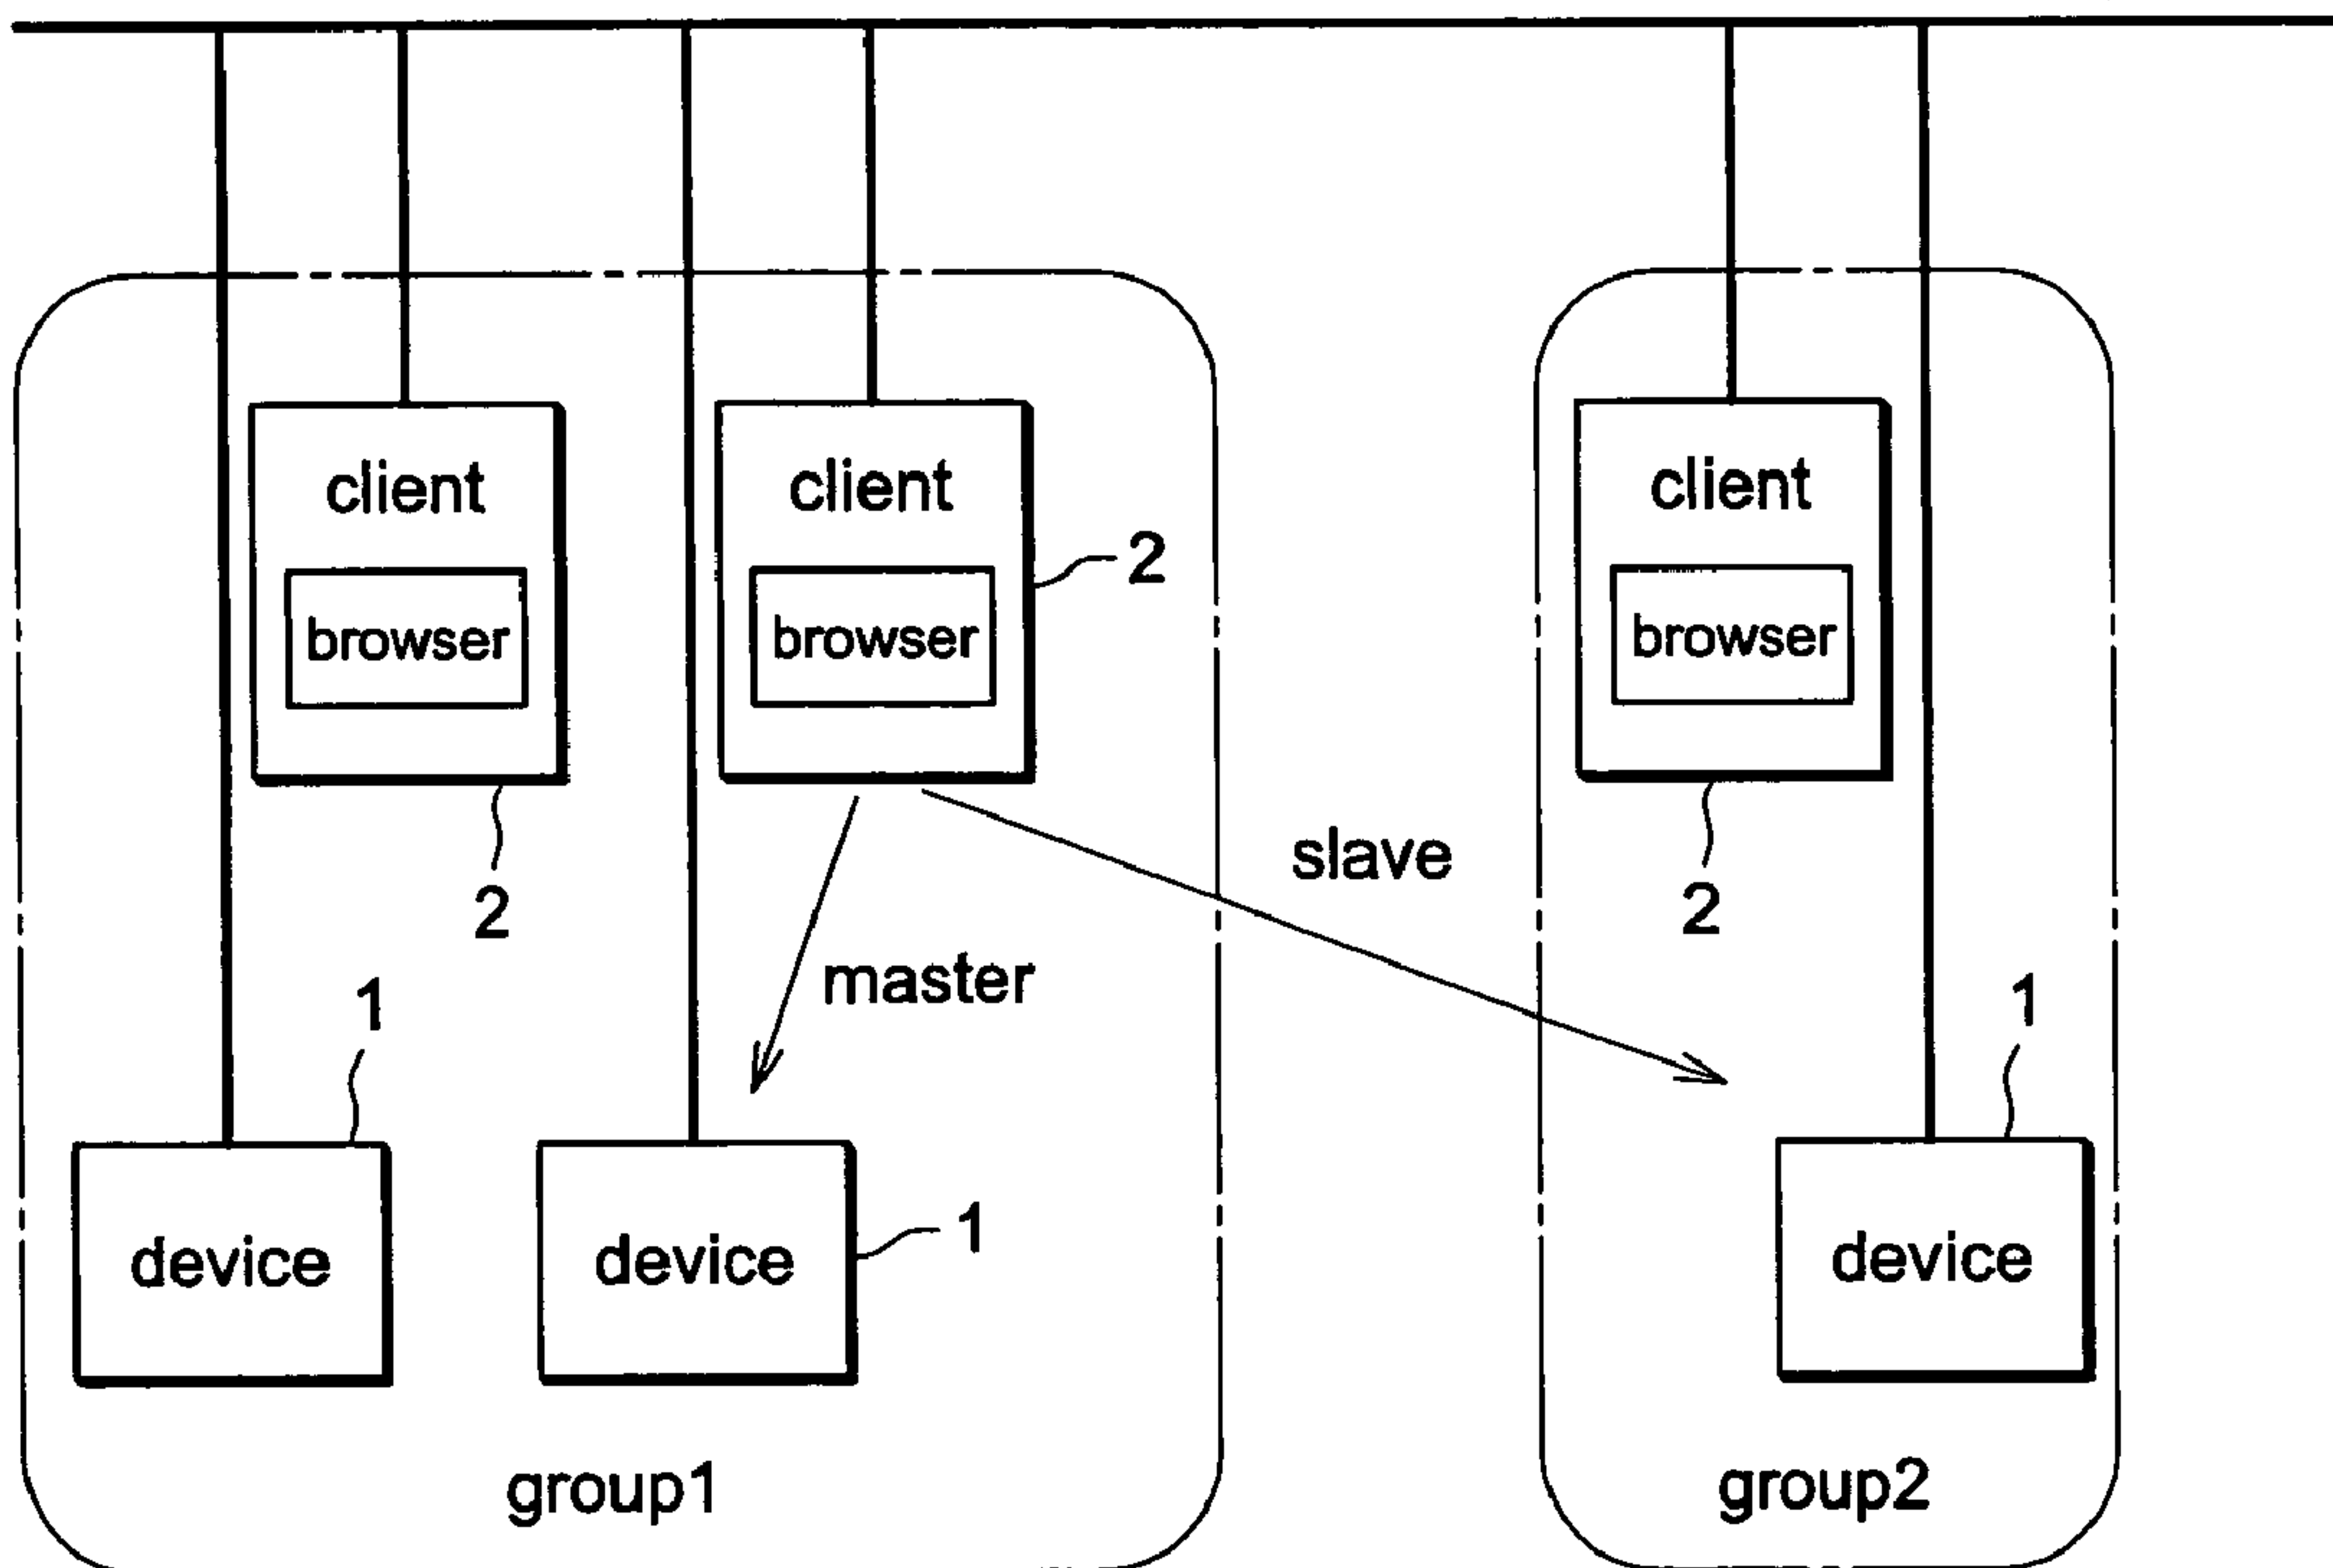 client
client
client
2
browser
browser
browser
slave
2
2
master
1
1
1
device
device
device
group1
group2